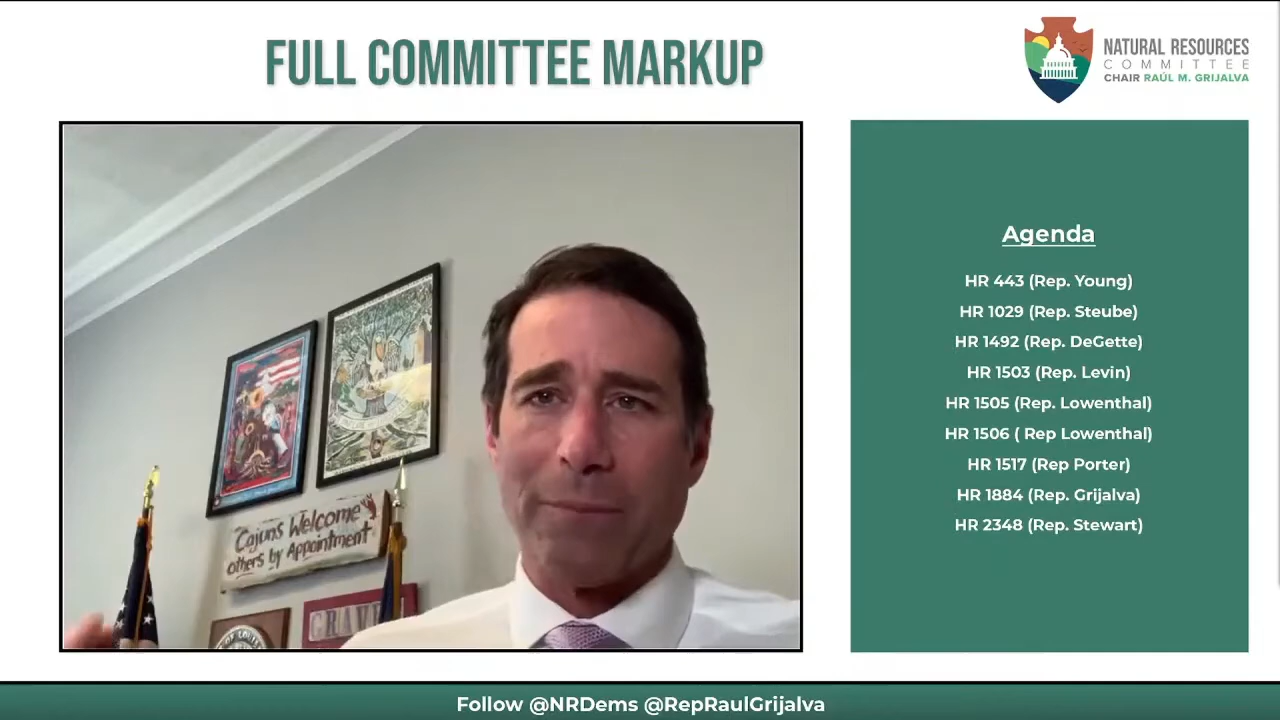 FULL COMMITTEE MARKUP
NATURAL RESOURCES
COMMITTEE
CHAIR RAÚL M. GRIJALVA
Cajuns Welcome
others by Appointment
GRAVE
Agenda
HR 443 (Rep. Young)
HR 1029 (Rep. Steube)
HR 1492 (Rep. DeGette)
HR 1503 (Rep. Levin)
HR 1505 (Rep. Lowenthal)
HR 1506 ( Rep Lowenthal)
HR 1517 (Rep Porter)
HR 1884 (Rep. Grijalva)
HR 2348 (Rep. Stewart)
Follow @NRDems @RepRaulGrijalva